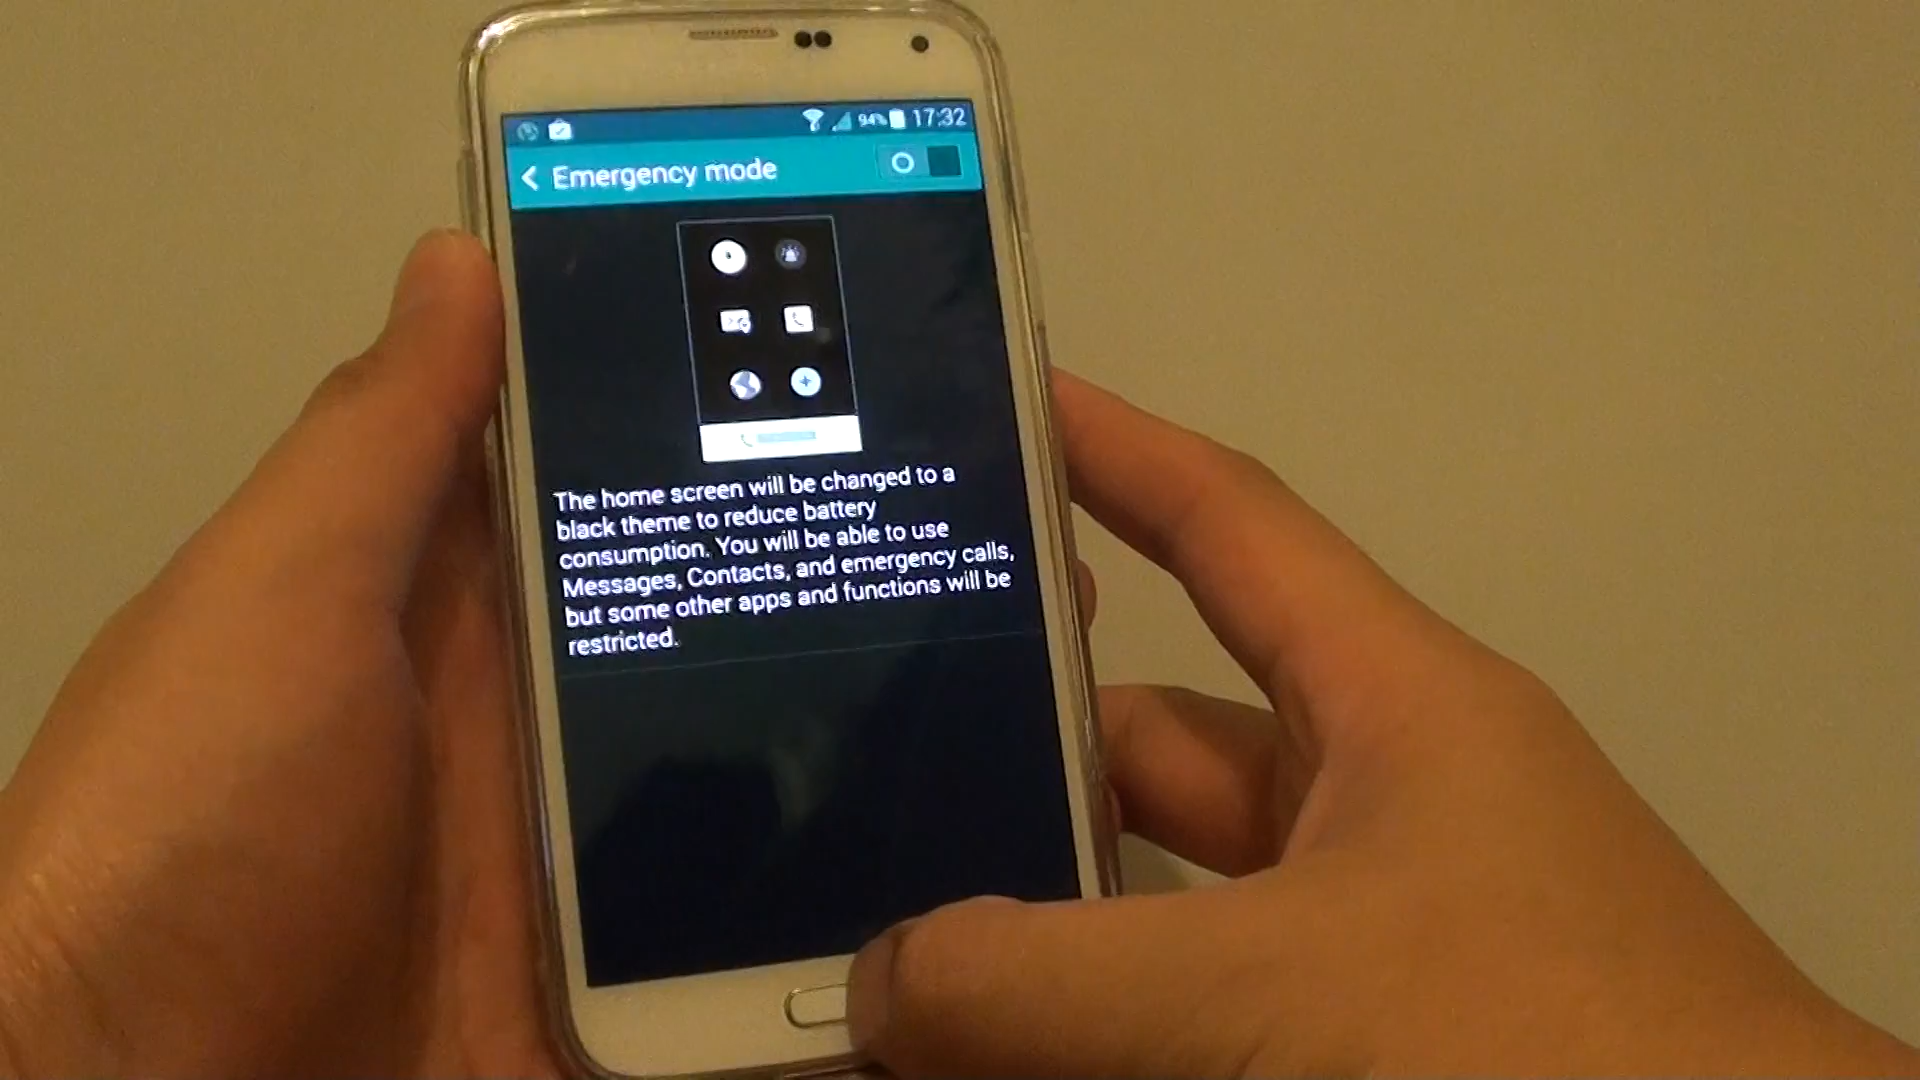 94% 17:32
Emergency mode
The home screen will be changed to a
black theme to reduce battery
consumption. You will be able to use
Messages, Contacts, and emergency calls,
but some other apps and functions will be
restricted.